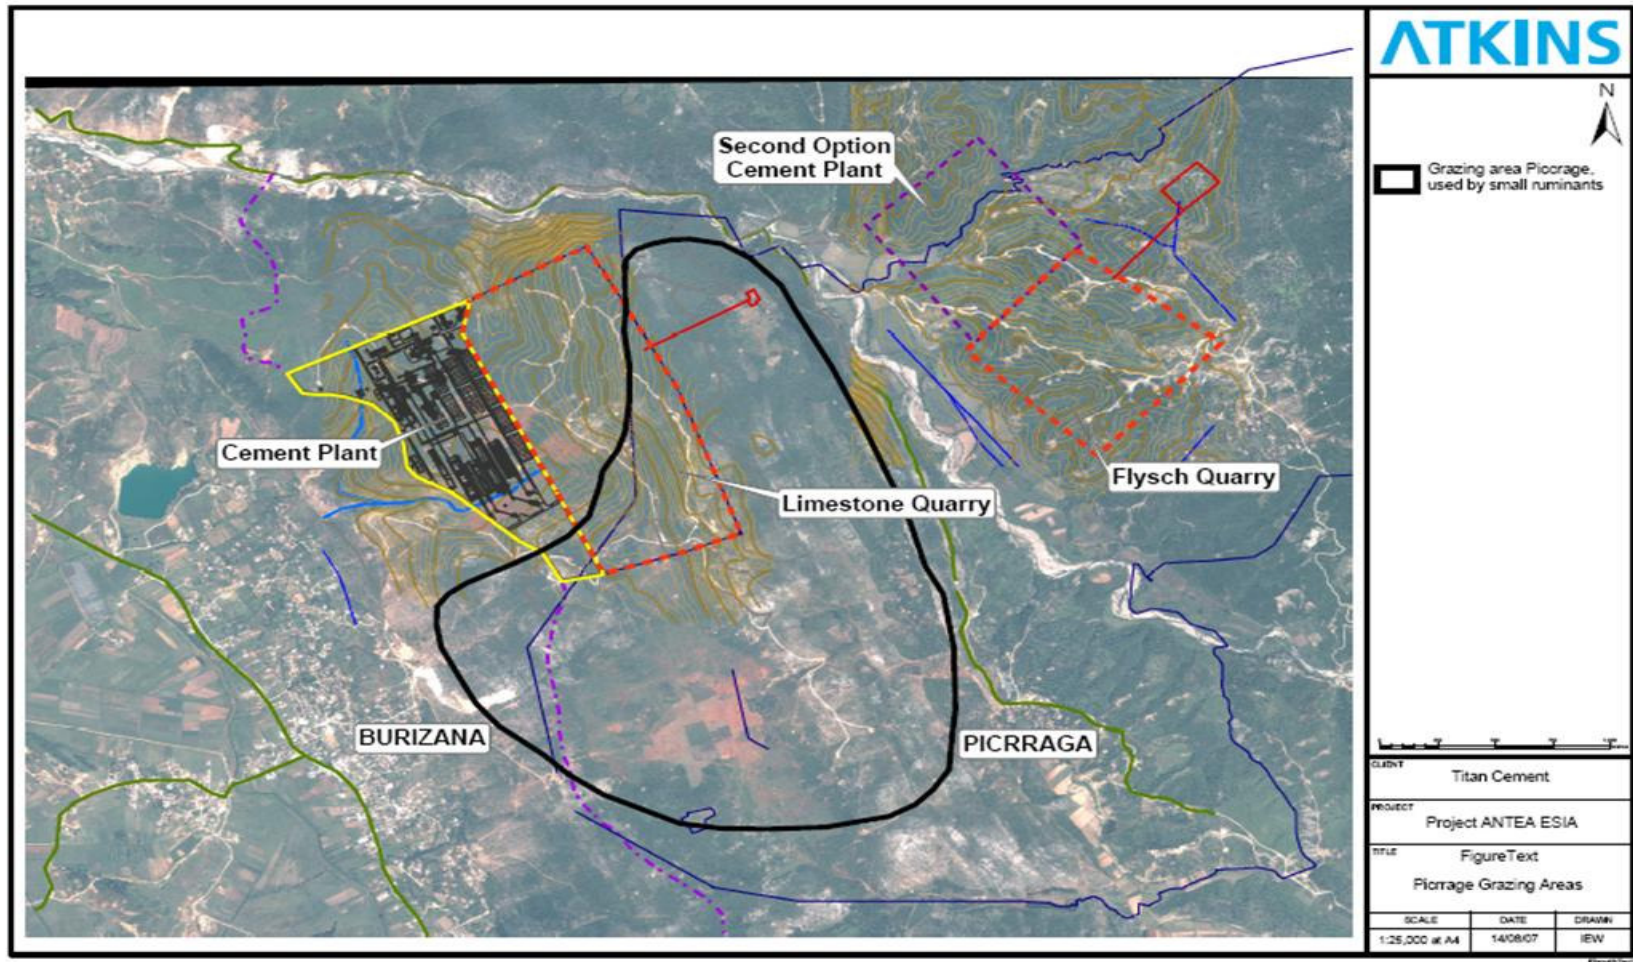 ATKINS
N
Grazing area Piccrage,
used by small ruminants
Second Option
Cement Plant
Cement Plant
Limestone Quarry
Flysch Quarry
BURIZANA
PICRRAGA
CLIENT
Titan Cement
PROJECT
Project ANTEA ESIA
TITLE
FigureText
Picrrage Grazing Areas
SCALE
DATE
DRAWN
1:25,000 at A4
14/08/07
IEW